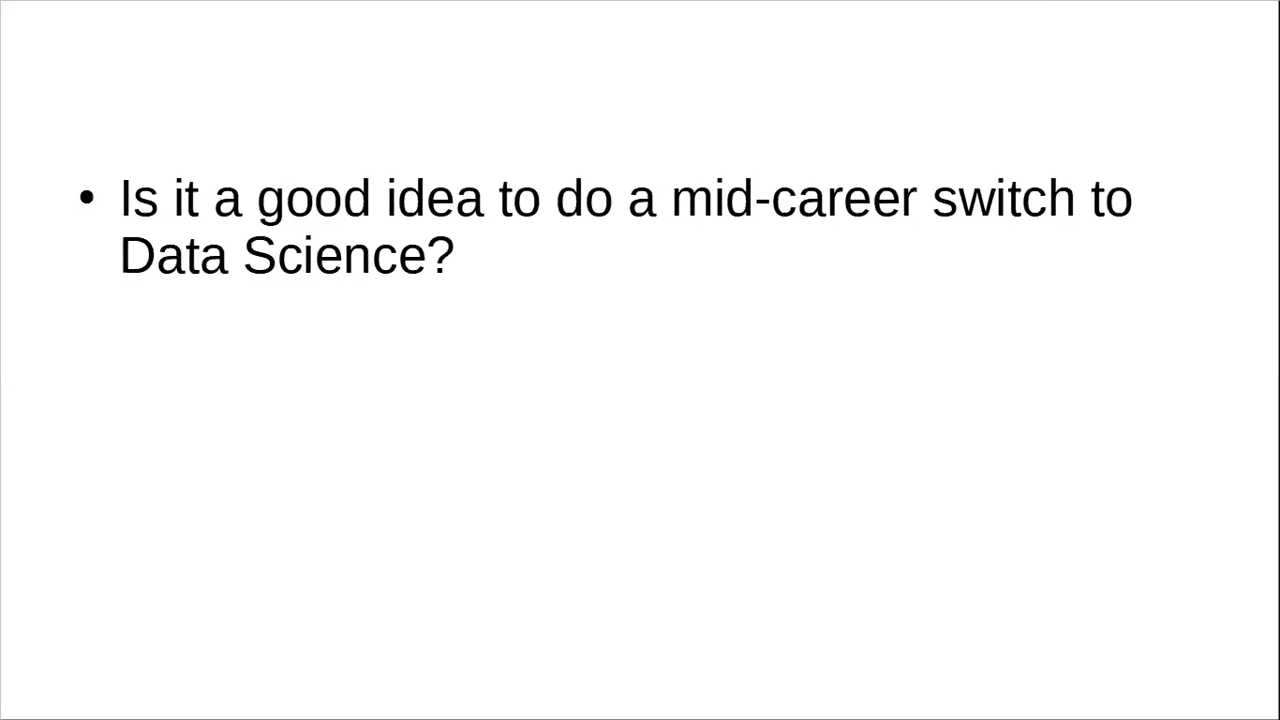 • Is it a good idea to do a mid-career switch to
Data Science?